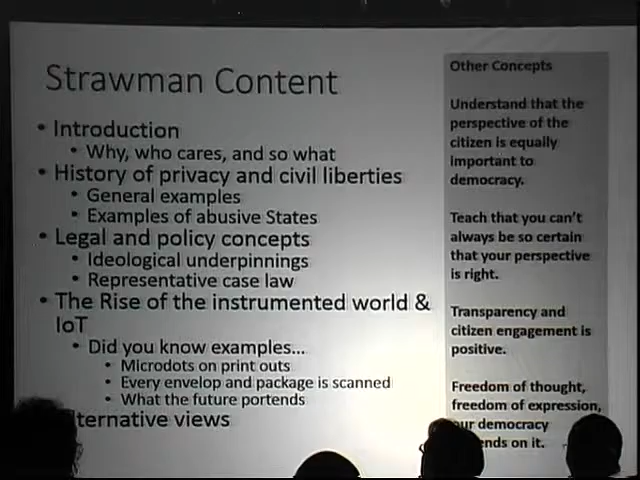 Strawman Content
• Introduction
• Why, who cares, and so what
• History of privacy and civil liberties
• General examples
• Examples of abusive States
• Legal and policy concepts
• Ideological underpinnings
• Representative case law
• The Rise of the instrumented world &
IoT
• Did you know examples...
• Microdots on print outs
• Every envelop and package is scanned
• What the future portends
lternative views
Other Concepts
Understand that the
perspective of the
citizen is equally
important to
democracy.
Teach that you can't
always be so certain
that your perspective
is right.
Transparency and
citizen engagement is
positive.
Freedom of thought,
freedom of expression,
ur democracy
ends on it.